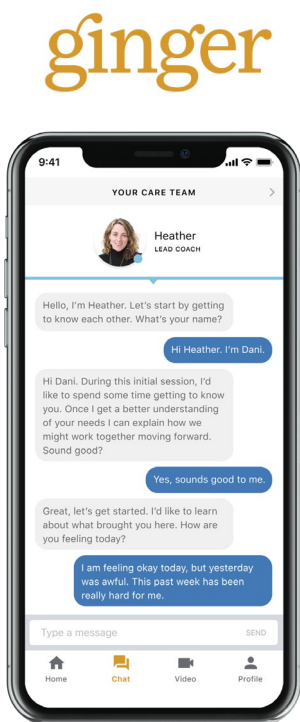 ginger
9:41
YOUR CARE TEAM
Heather
LEAD COACH
Hello, I'm Heather. Let's start by getting
to know each other. What's your name?
Hi Heather. I'm Dani.
Hi Dani. During this initial session, I'd
like to spend some time getting to know
you. Once I get a better understanding
of your needs I can explain how we
might work together moving forward.
Sound good?
Yes, sounds good to me.
Great, let's get started. I'd like to learn
about what brought you here. How are
you feeling today?
I am feeling okay today, but yesterday
was awful. This past week has been
really hard for me.
Type a message SEND
Home Chat Video Profile